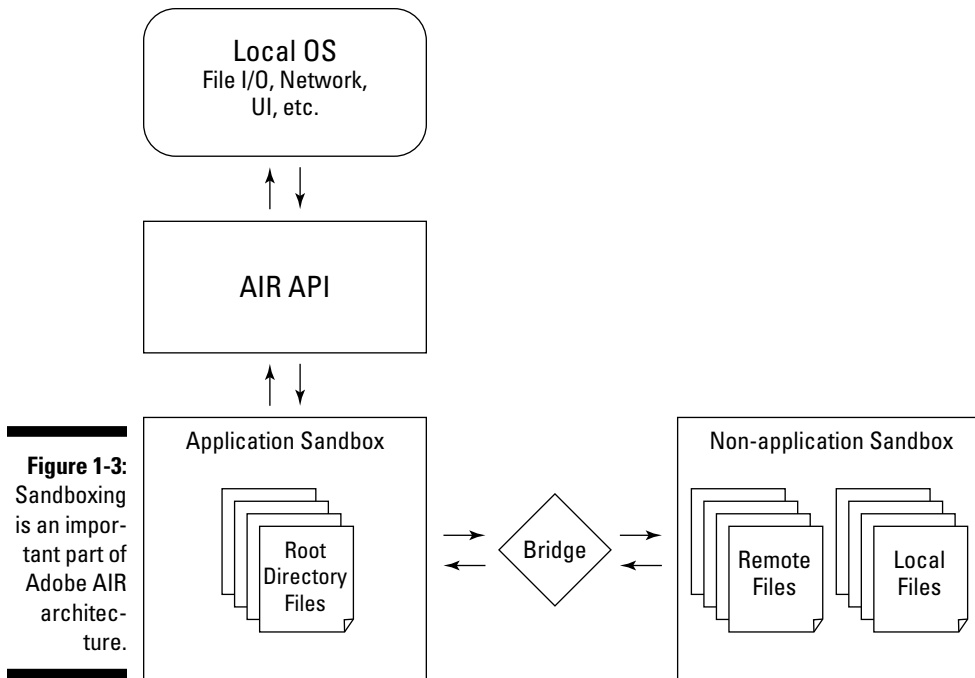 Local OS
File I/O, Network,
UI, etc.
AIR API
Application Sandbox
Root
Directory
Files
Bridge
Non-application Sandbox
Remote
Files
Local
Files
Figure 1-3:
Sandboxing
is an impor-
tant part of
Adobe AIR
architec-
ture.